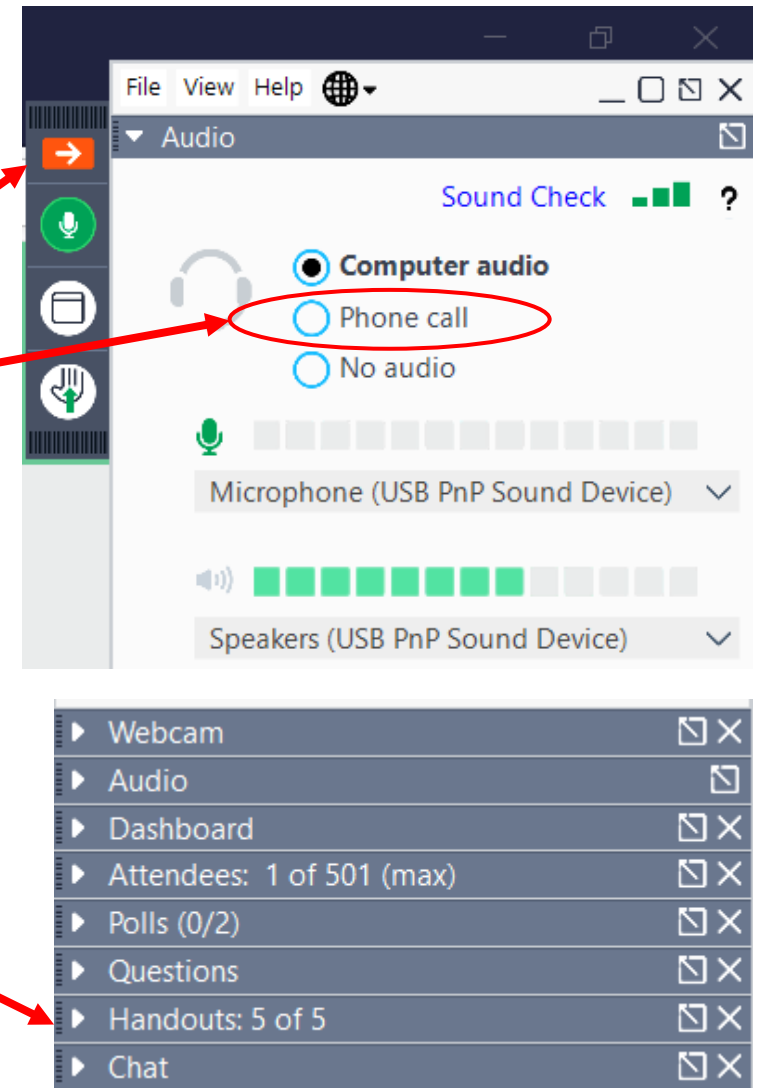 File View Help
Audio
Sound Check ?
Computer audio
Phone call
No audio
Microphone (USB PnP Sound Device)
Speakers (USB PnP Sound Device)
Webcam
Audio
Dashboard
Attendees: 1 of 501 (max)
Polls (0/2)
Questions
Handouts: 5 of 5
Chat